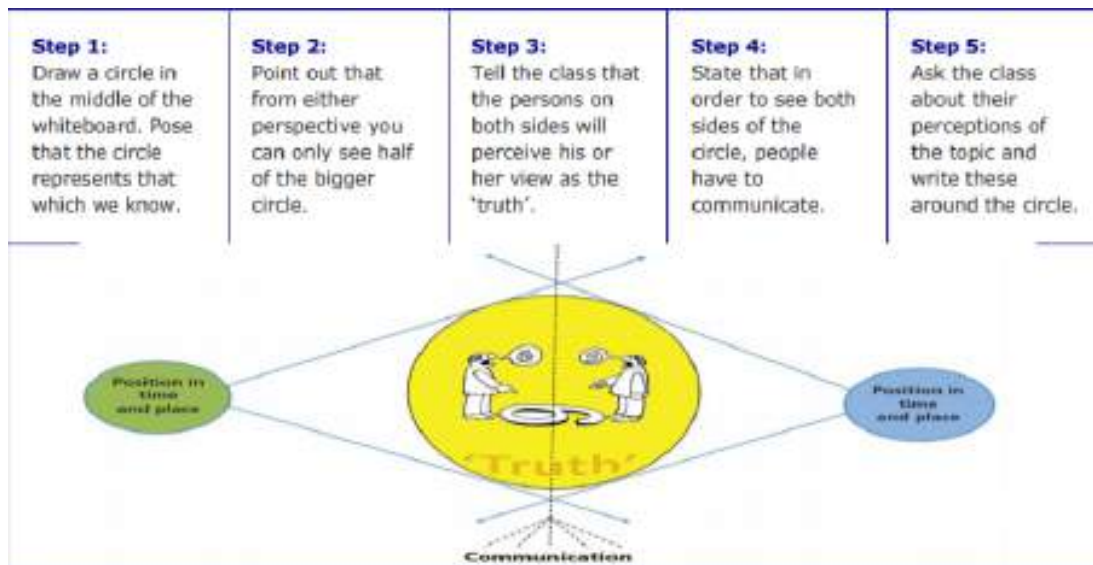 Step 1:
Draw a circle in
the middle of the
whiteboard. Pose
that the circle
represents that
which we know.
Step 2:
Point out that
from either
perspective you
can only see half
of the bigger
circle.
Step 3:
Tell the class that
the persons on
both sides will
perceive his or
her view as the
‘truth’.
Step 4:
State that in
order to see both
sides of the
circle, people
have to
communicate.
Step 5:
Ask the class
about their
perceptions of
the topic and
write these
around the circle.
Position in
time
and place
‘Truth’
Position in
time
and place
Communication